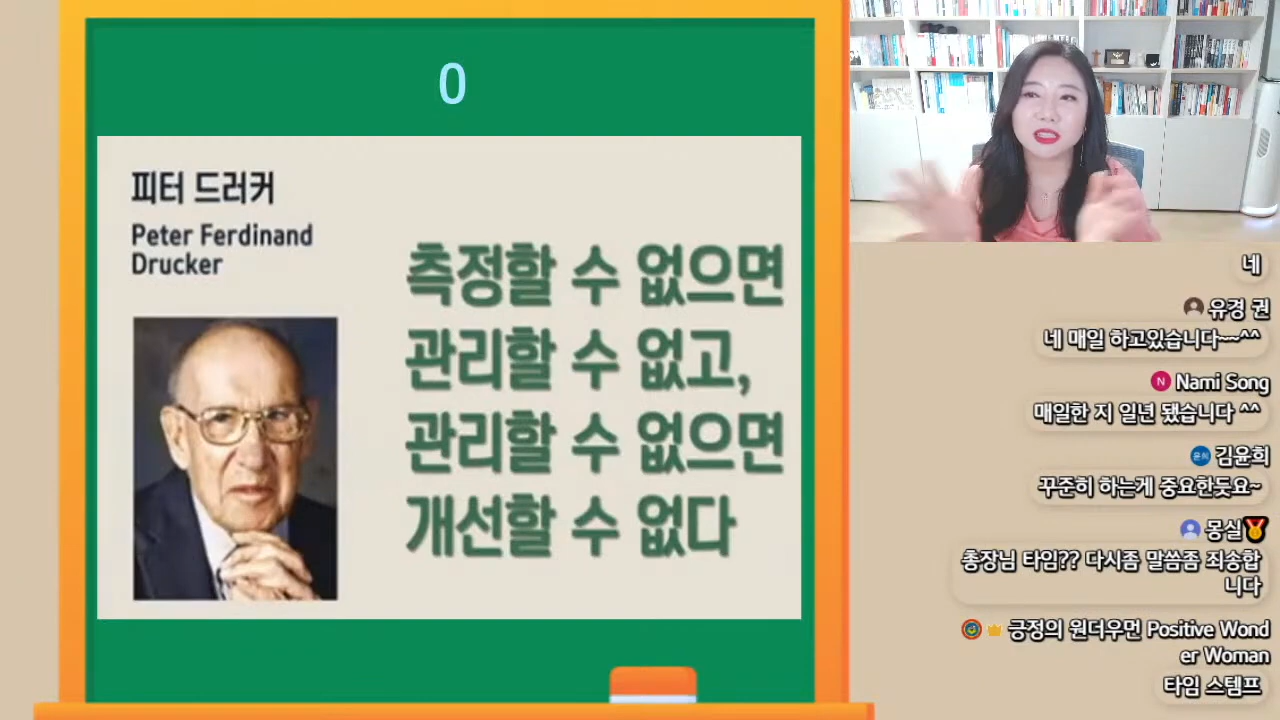 0
피터 드러커
Peter Ferdinand
Drucker
측정할 수 없으면
관리할 수 없고,
관리할 수 없으면
개선할 수 없다
네
유경 권
네 매일 하고있습니다~~^^
N Nami Song
매일한 지 일년 됐습니다 ^^
윤희 김윤희
꾸준히 하는게 중요한듯요~
몽실🏅
총장님 타임?? 다시좀 말씀좀 죄송합
니다
긍정의 원더우먼 Positive Wond
er Woman
타임 스템프